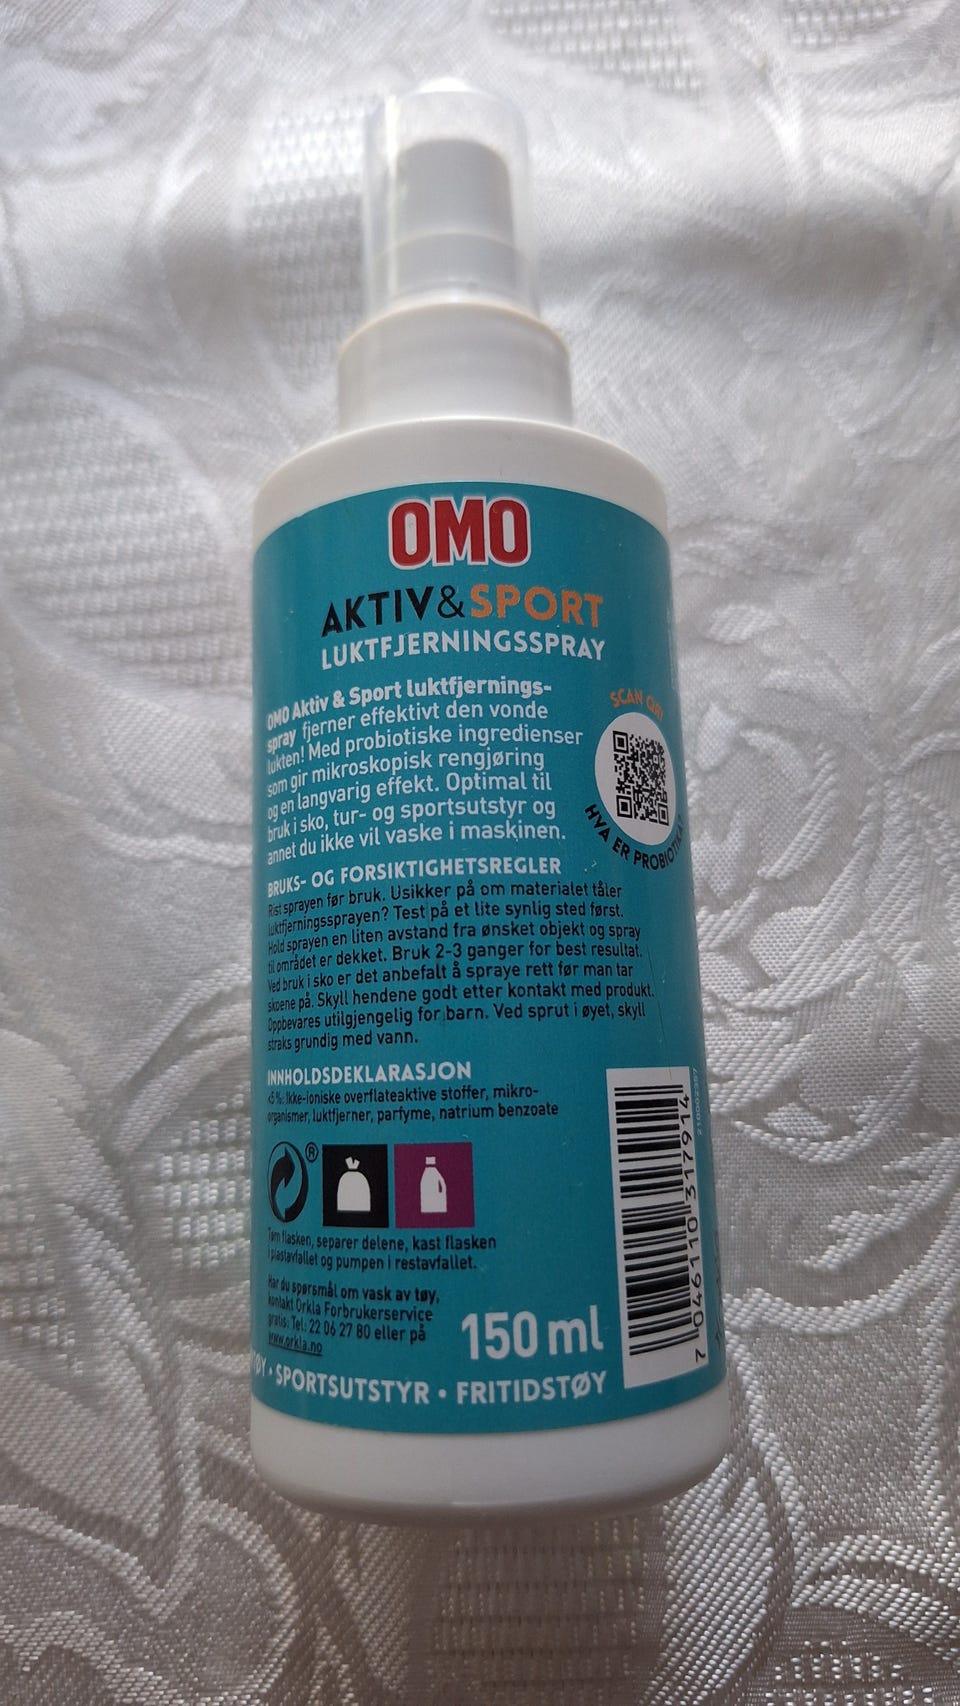 OMO
AKTIV&SPORT
LUKTFJERNINGSSPRAY
OMO Aktiv & Sport luktfjernings-
spray fjerner effektivt den vonde
lukten! Med probiotiske ingredienser
som gir mikroskopisk rengjøring
og en langvarig effekt. Optimal til
bruk i sko, tur- og sportsutstyr og
annet du ikke vil vaske i maskinen.
SCAN
HVA ER PROBIOTIKA?
BRUKS- OG FORSIKTIGHETSREGLER
Rist sprayen før bruk. Usikker på om materialet tåler
luktfjerningssprayen? Test på et lite synlig sted først.
Hold sprayen en liten avstand fra ønsket objekt og spray
til området er dekket. Bruk 2-3 ganger for best resultat.
Ved bruk i sko er det anbefalt å spraye rett før man tar
skoene på. Skyll hendene godt etter kontakt med produkt.
Oppbevares utilgjengelig for barn. Ved sprut i øyet, skyll
straks grundig med vann.
INNHOLDSDEKLARASJON
<5 %: Ikke-ioniske overflateaktive stoffer, mikro-
organismer, luktfjerner, parfyme, natrium benzoate
®
Tøm flasken, separer delene, kast flasken
i plastavfallet og pumpen i restavfallet.
Har du spørsmål om vask av tøy,
kontakt Orkla Forbrukerservice
gratis: Tel: 22 06 27 80 eller på
www.orkla.no
150 ml
• SPORTSUTSTYR • FRITIDSTØY
7 046110 317914